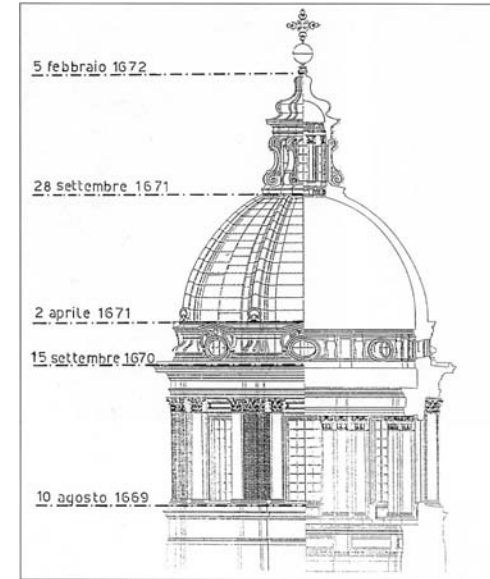 5 febbraio 1672
28 settembre 1671
2 aprile 1671
15 settembre 1670
10 agosto 1669